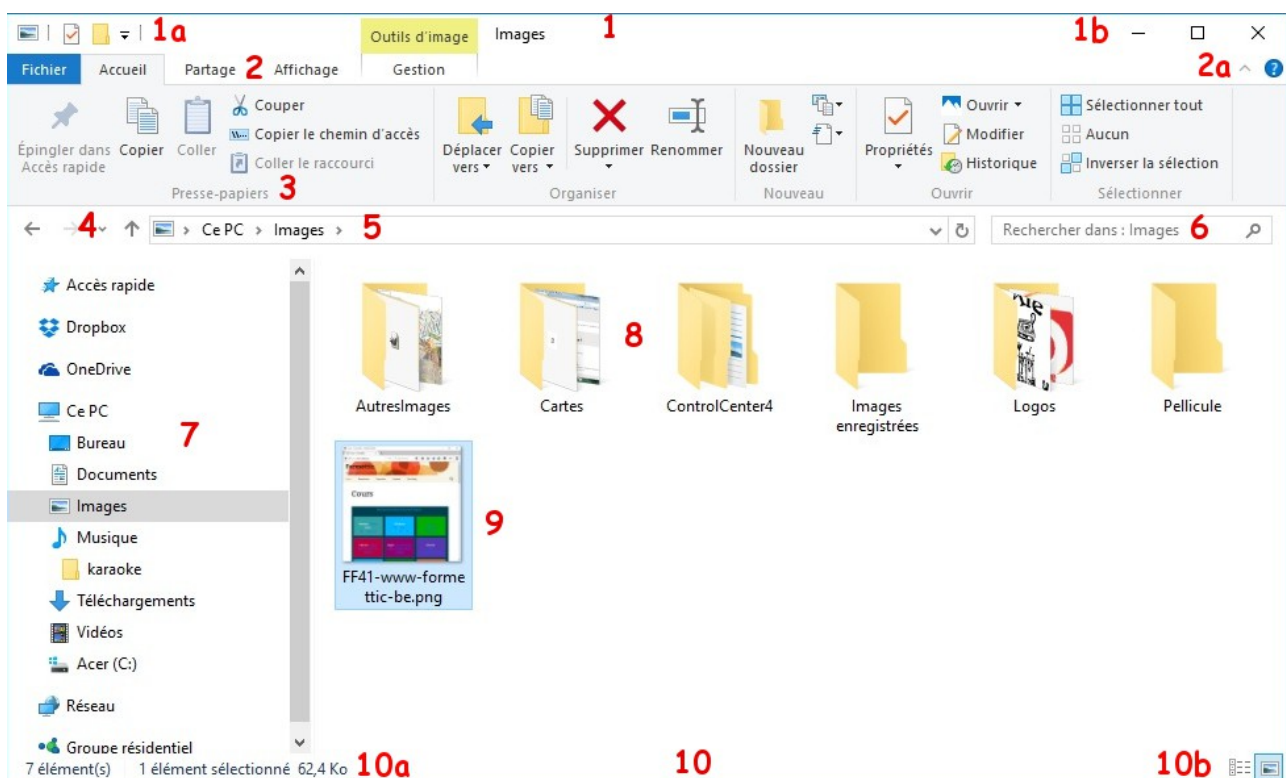 1a Outils d'image Images 1 1b
Fichier Accueil Partage 2 Affichage Gestion 2a
Épingler dans Accès rapide
Copier
Coller
Couper
Copier le chemin d'accès
Coller le raccourci
Presse-papiers 3
Déplacer vers
Copier vers
Supprimer
Renommer
Organiser
Nouveau dossier
Nouveau
Propriétés
Ouvrir
Modifier
Historique
Ouvrir
Sélectionner tout
Aucun
Inverser la sélection
Sélectionner
4 Ce PC Images 5 Rechercher dans : Images 6
Accès rapide
Dropbox
OneDrive
Ce PC
7
Bureau
Documents
Images
Musique
karaoke
Téléchargements
Vidéos
Acer (C:)
Réseau
Groupe résidentiel
8
AutresImages
Cartes
ControlCenter4
Images
enregistrées
Logos
Pellicule
Cours
9
FF41-www-forme
ttic-be.png
7 élément(s) 1 élément sélectionné 62,4 Ko 10a 10 10b